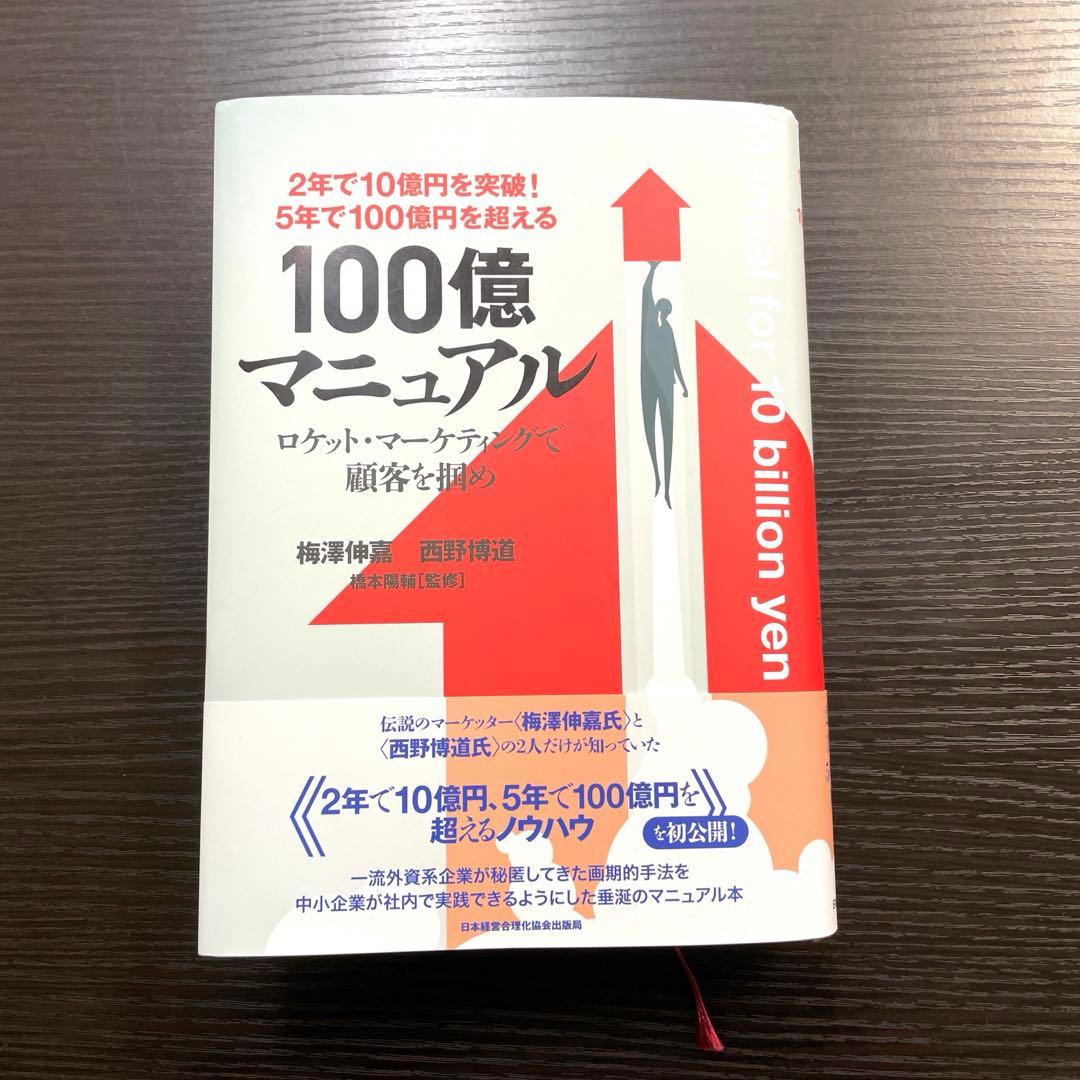 2年で10億円を突破！
5年で100億円を超える
100億
マニュアル
ロケット・マーケティングで
顧客を掴め
梅澤伸嘉　西野博道
橋本陽輔[監修]
Manual for 10 billion yen
伝説のマーケッター〈梅澤伸嘉氏〉と
〈西野博道氏〉の2人だけが知っていた
《2年で10億円、5年で100億円を
超えるノウハウ》を初公開！
一流外資系企業が秘匿してきた画期的手法を
中小企業が社内で実践できるようにした垂涎のマニュアル本
日本経営合理化協会出版局